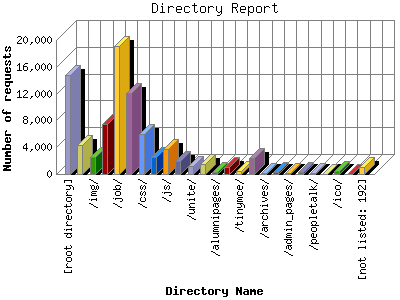 Directory Report
Number of requests
20,000
16,000
12,000
8,000
4,000
0
[root directory]
/img/
/job/
/css/
/js/
/unite/
/alumnipages/
/tinymce/
/archives/
/admin_pages/
/peopletalk/
/ico/
[not listed: 192]
Directory Name